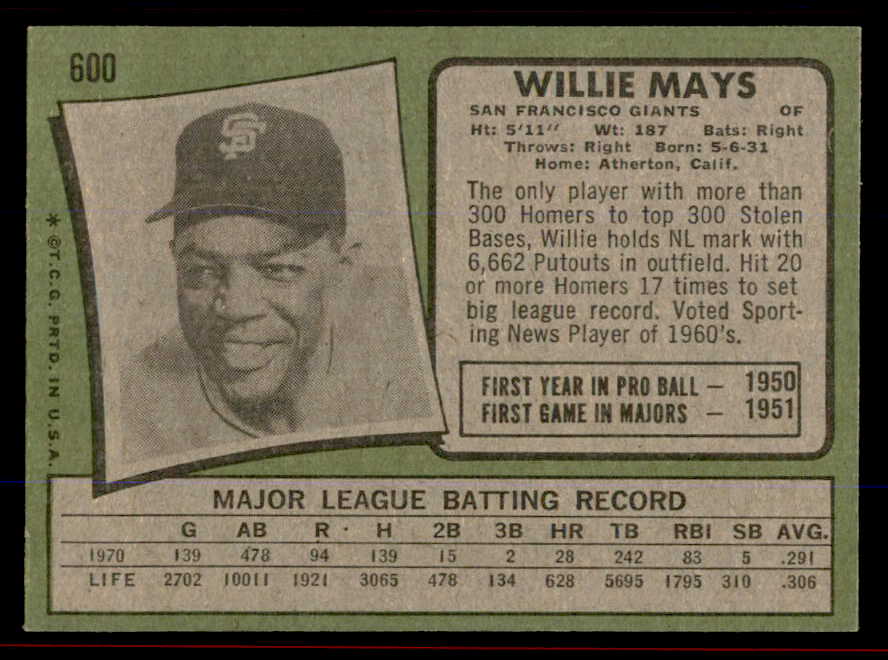 600
SF
* ©T.C.G. PRTD. IN U.S.A.
WILLIE MAYS
SAN FRANCISCO GIANTS OF
Ht: 5'11" Wt: 187 Bats: Right
Throws: Right Born: 5-6-31
Home: Atherton, Calif.
The only player with more than
300 Homers to top 300 Stolen
Bases, Willie holds NL mark with
6,662 Putouts in outfield. Hit 20
or more Homers 17 times to set
big league record. Voted Sport-
ing News Player of 1960's.
FIRST YEAR IN PRO BALL — 1950
FIRST GAME IN MAJORS — 1951
MAJOR LEAGUE BATTING RECORD
G AB R H 2B 3B HR TB RBI SB AVG.
1970 139 478 94 139 15 2 28 242 83 5 .291
LIFE 2702 10011 1921 3065 478 134 628 5695 1795 310 .306